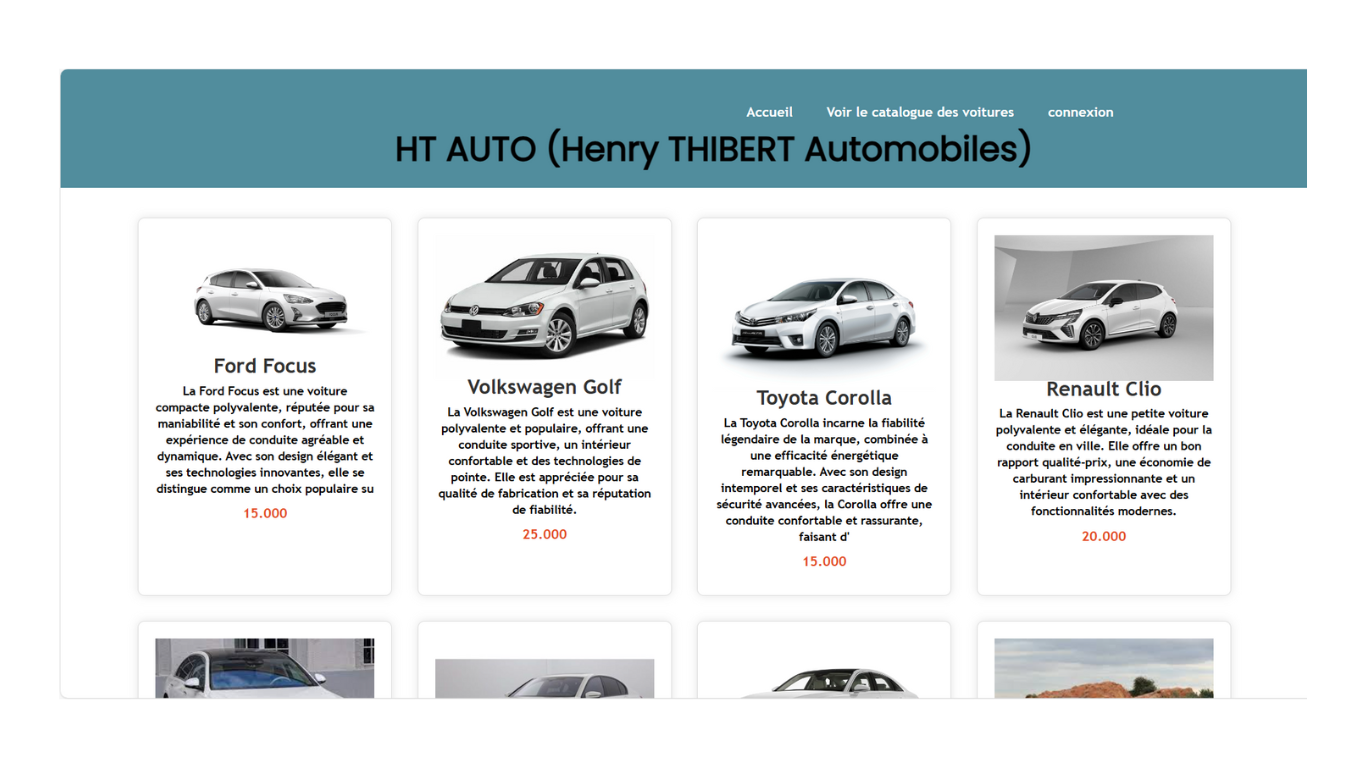 Accueil
Voir le catalogue des voitures
connexion
HT AUTO (Henry THIBERT Automobiles)
Ford Focus
La Ford Focus est une voiture
compacte polyvalente, réputée pour sa
maniabilité et son confort, offrant une
expérience de conduite agréable et
dynamique. Avec son design élégant et
ses technologies innovantes, elle se
distingue comme un choix populaire su
15.000
Volkswagen Golf
La Volkswagen Golf est une voiture
polyvalente et populaire, offrant une
conduite sportive, un intérieur
confortable et des technologies de
pointe. Elle est appréciée pour sa
qualité de fabrication et sa réputation
de fiabilité.
25.000
Toyota Corolla
La Toyota Corolla incarne la fiabilité
légendaire de la marque, combinée à
une efficacité énergétique
remarquable. Avec son design
intemporel et ses caractéristiques de
sécurité avancées, la Corolla offre une
conduite confortable et rassurante,
faisant d'
15.000
Renault Clio
La Renault Clio est une petite voiture
polyvalente et élégante, idéale pour la
conduite en ville. Elle offre un bon
rapport qualité-prix, une économie de
carburant impressionnante et un
intérieur confortable avec des
fonctionnalités modernes.
20.000